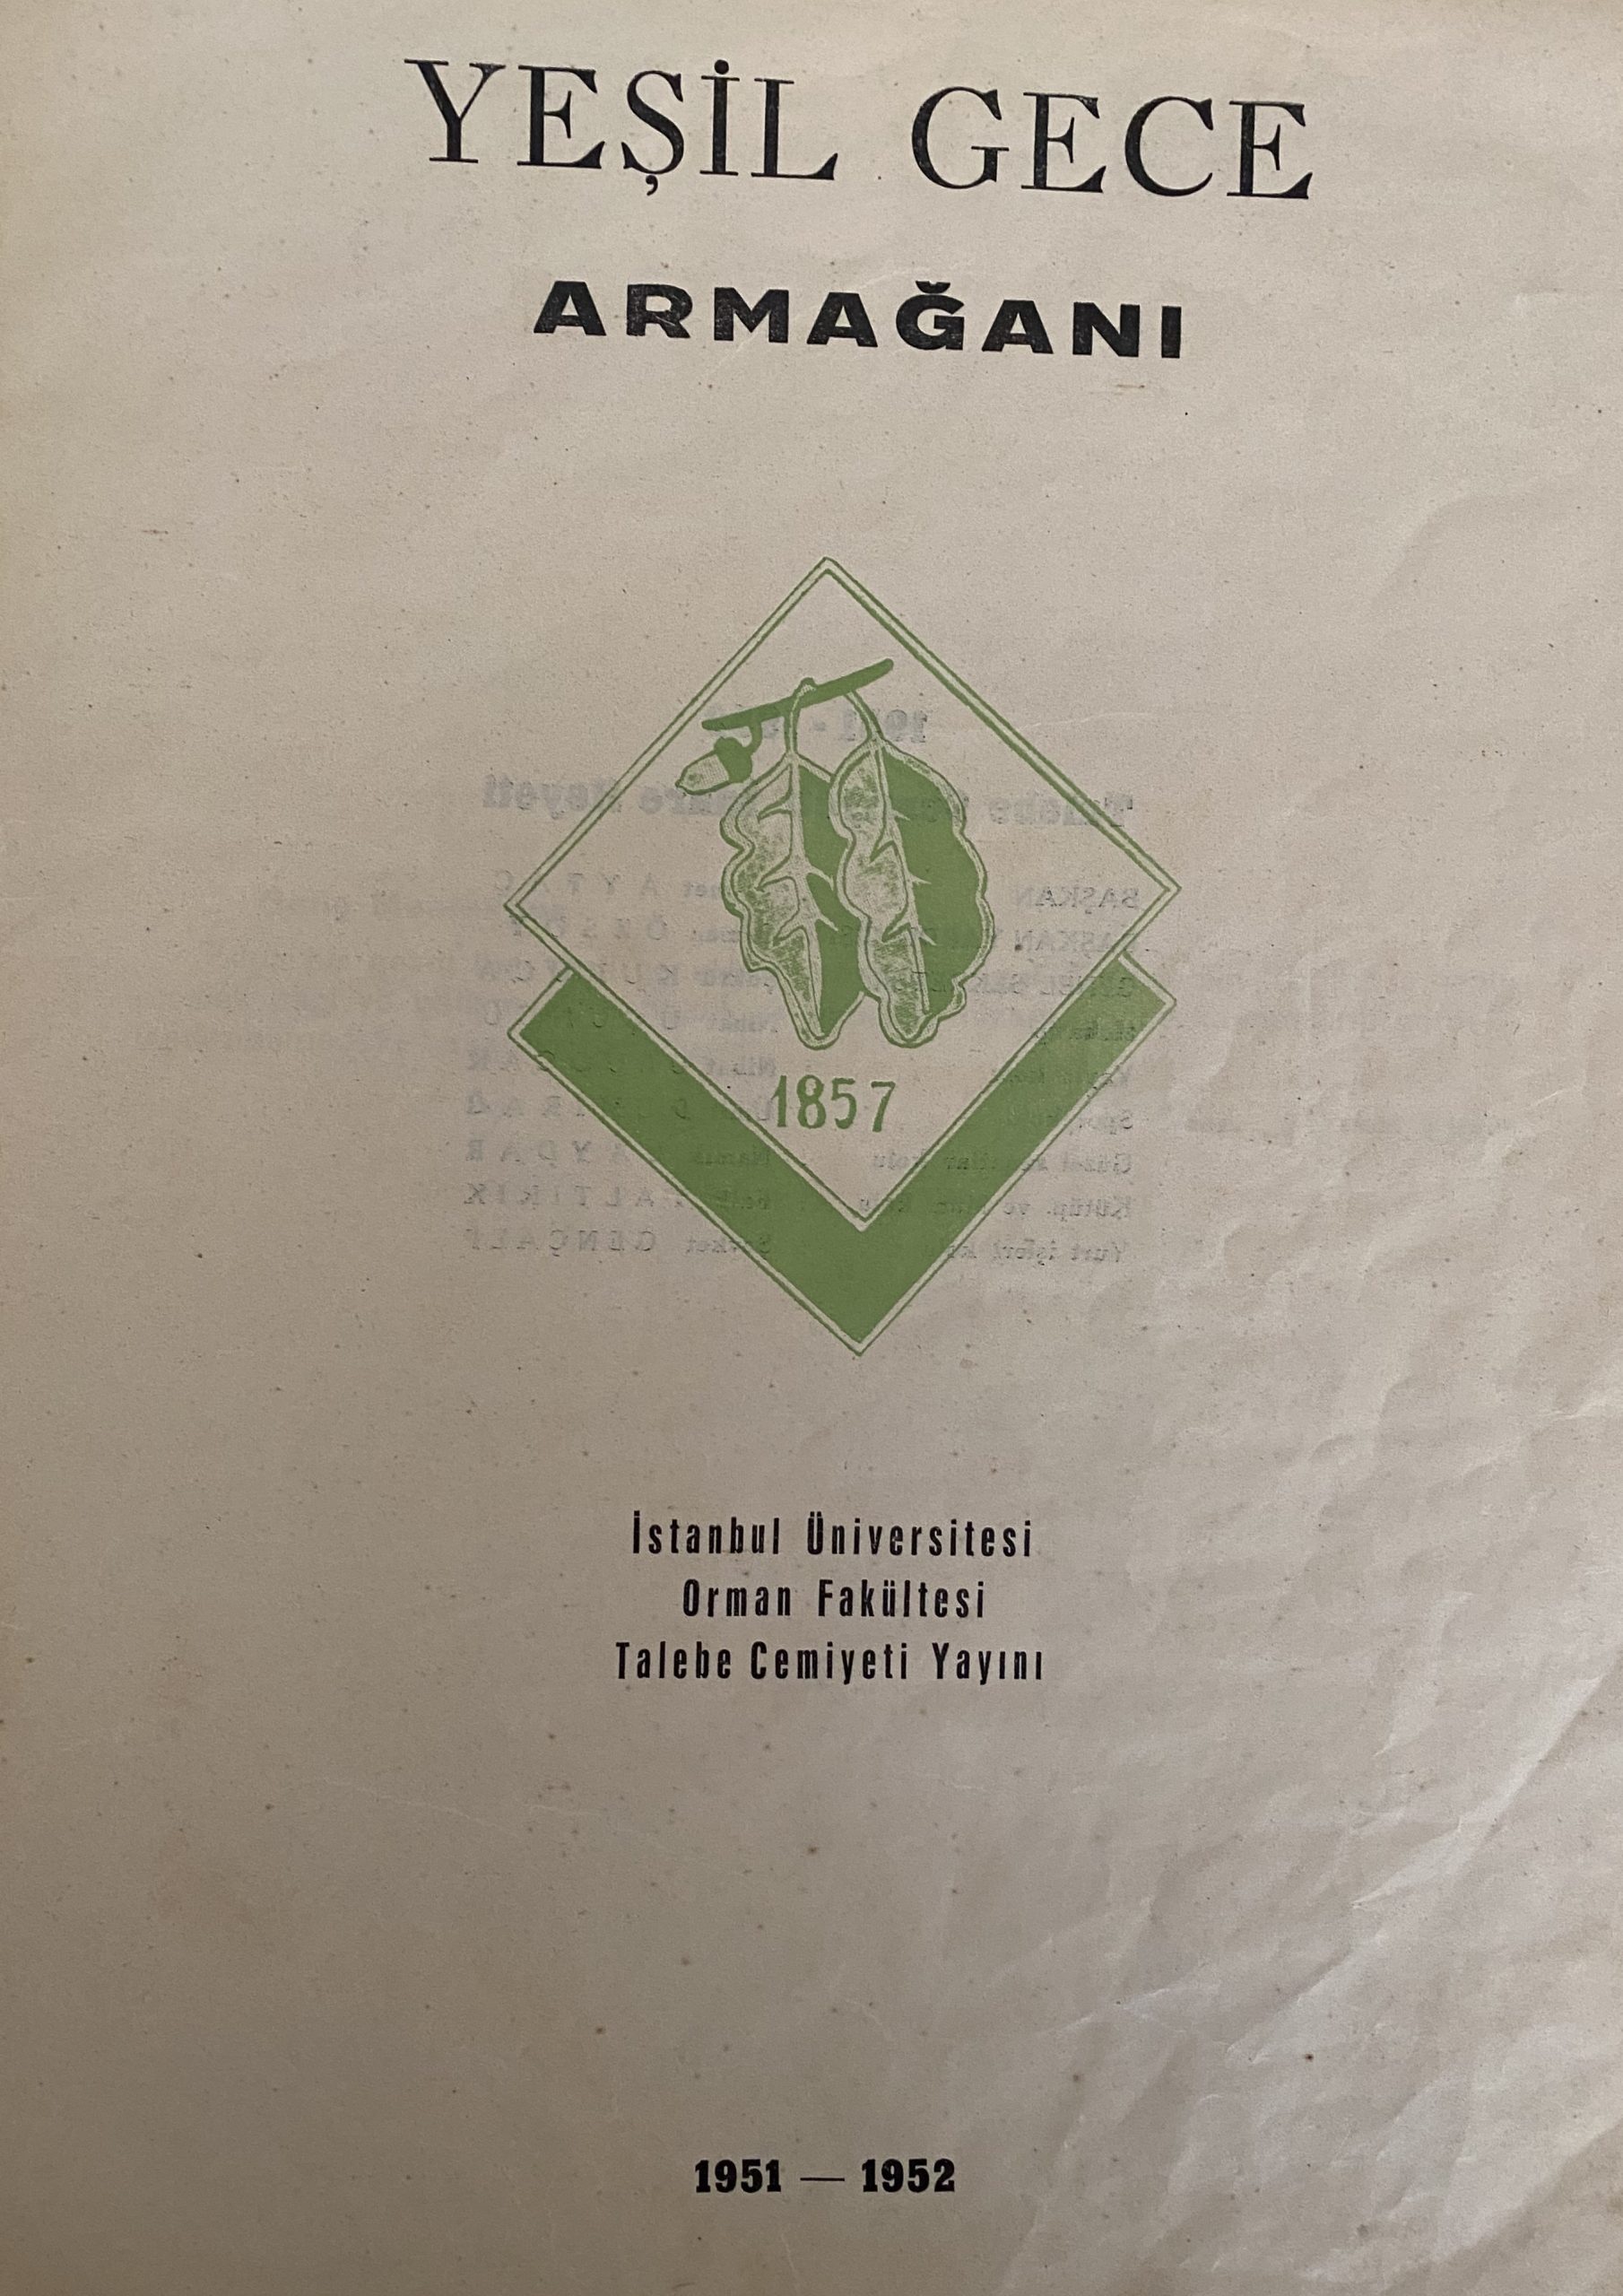 YEŞİL GECE
ARMAĞANI
1857
İstanbul Üniversitesi
Orman Fakültesi
Talebe Cemiyeti Yayını
1951 — 1952